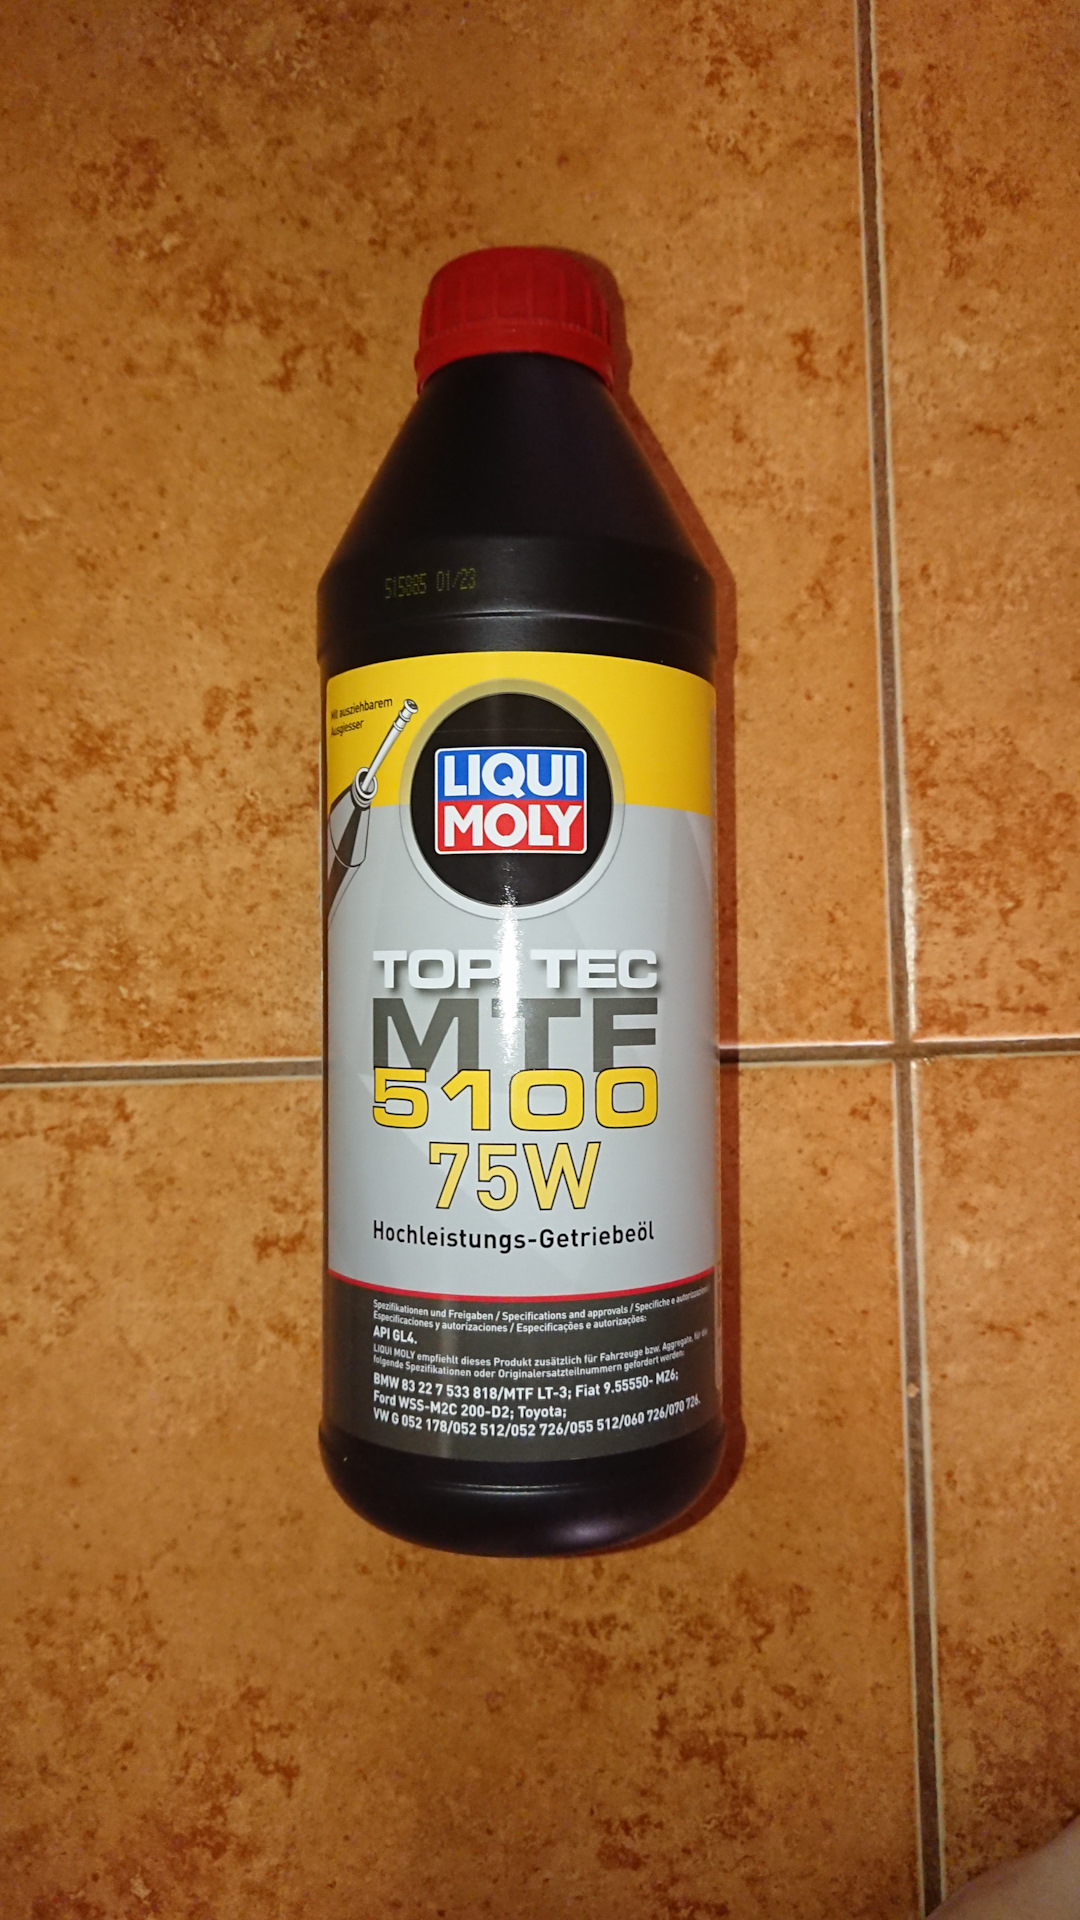 515885 01/23
Mit ausziehbarem
Ausgiesser
LIQUI
MOLY
TOP TEC
MTF
5100
75W
Hochleistungs-Getriebeöl
Spezifikationen und Freigaben / Specifications and approvals / Specifiche e autorizzazioni
Especificaciones y autorizaciones / Especificações e autorizações:
API GL4.
LIQUI MOLY empfiehlt dieses Produkt zusätzlich für Fahrzeuge bzw. Aggregate, für die
folgende Spezifikationen oder Originalersatzteilnummern gefordert werden:
BMW 83 22 7 533 818/MTF LT-3; Fiat 9.55550- MZ6;
Ford WSS-M2C 200-D2; Toyota;
VW G 052 178/052 512/052 726/055 512/060 726/070 726.